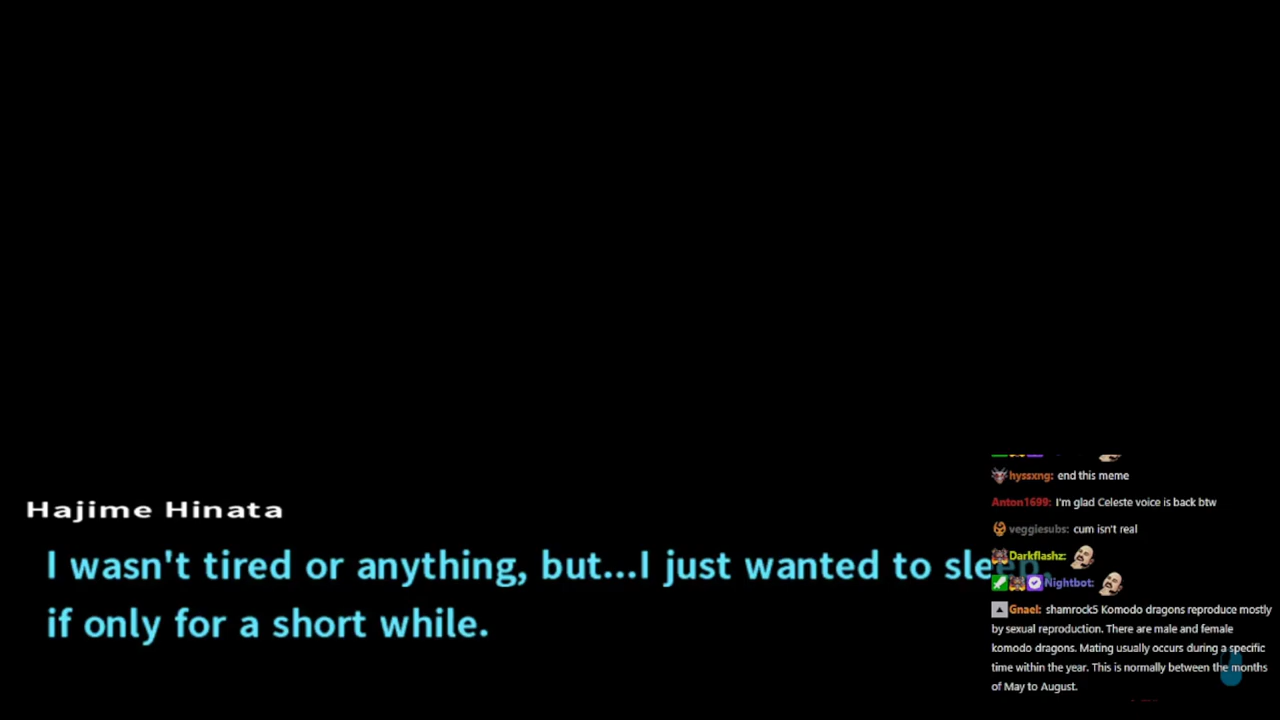 Hajime Hinata
I wasn't tired or anything, but...I just wanted to sleep,
if only for a short while.
hyssxng: end this meme
Anton1699: I'm glad Celeste voice is back btw
veggiesubs: cum isn't real
Darkflashz:
Nightbot:
Gnael: shamrock5 Komodo dragons reproduce mostly
by sexual reproduction. There are male and female
komodo dragons. Mating usually occurs during a specific
time within the year. This is normally between the months
of May to August.